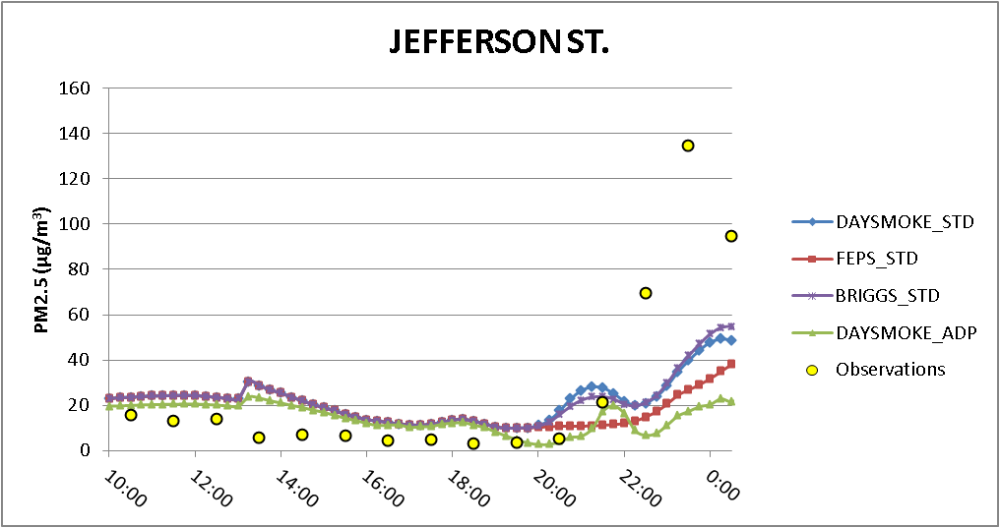 JEFFERSON ST.
160
140
120
100
80
60
40
20
0
PM2.5 (µg/m³)
10:00
12:00
14:00
16:00
18:00
20:00
22:00
0:00
DAYSMOKE_STD
FEPS_STD
BRIGGS_STD
DAYSMOKE_ADP
Observations